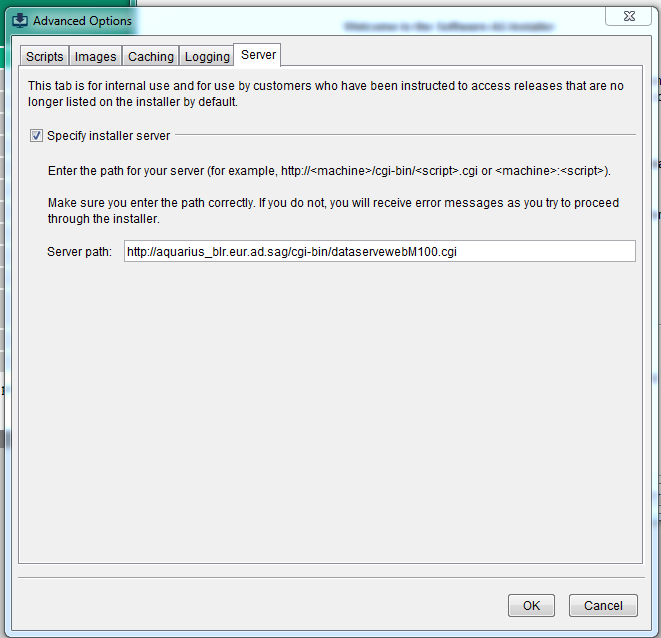 Advanced Options
Welcome to the Software AG Installer
Scripts Images Caching Logging Server
This tab is for internal use and for use by customers who have been instructed to access releases that are no
longer listed on the installer by default.
Specify installer server
Enter the path for your server (for example, http://<machine>/cgi-bin/<script>.cgi or <machine>:<script>).
Make sure you enter the path correctly. If you do not, you will receive error messages as you try to proceed
through the installer.
Server path: http://aquarius_blr.eur.ad.sag/cgi-bin/dataservewebM100.cgi
OK Cancel